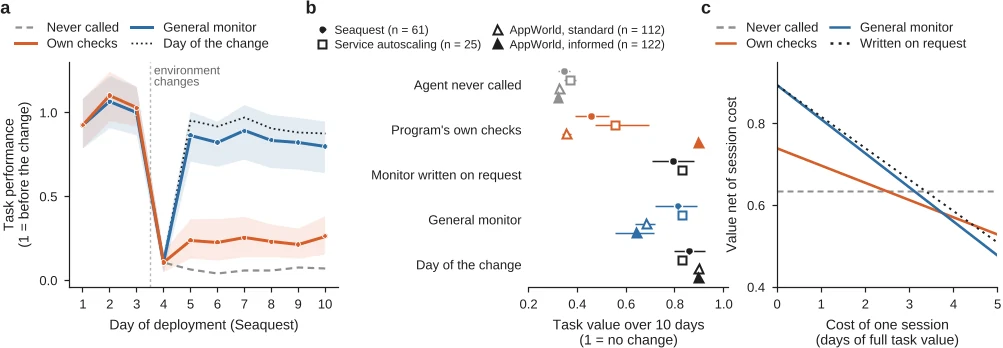 a
Never called
General monitor
Own checks
Day of the change
environment
changes
Task performance
(1 = before the change)
1.0
0.5
0.0
1 2 3 4 5 6 7 8 9 10
Day of deployment (Seaquest)
b
Seaquest (n = 61)
AppWorld, standard (n = 112)
Service autoscaling (n = 25)
AppWorld, informed (n = 122)
Agent never called
Program's own checks
Monitor written on request
General monitor
Day of the change
0.2 0.4 0.6 0.8 1.0
Task value over 10 days
(1 = no change)
c
Never called
General monitor
Own checks
Written on request
Value net of session cost
0.8
0.6
0.4
0 1 2 3 4 5
Cost of one session
(days of full task value)